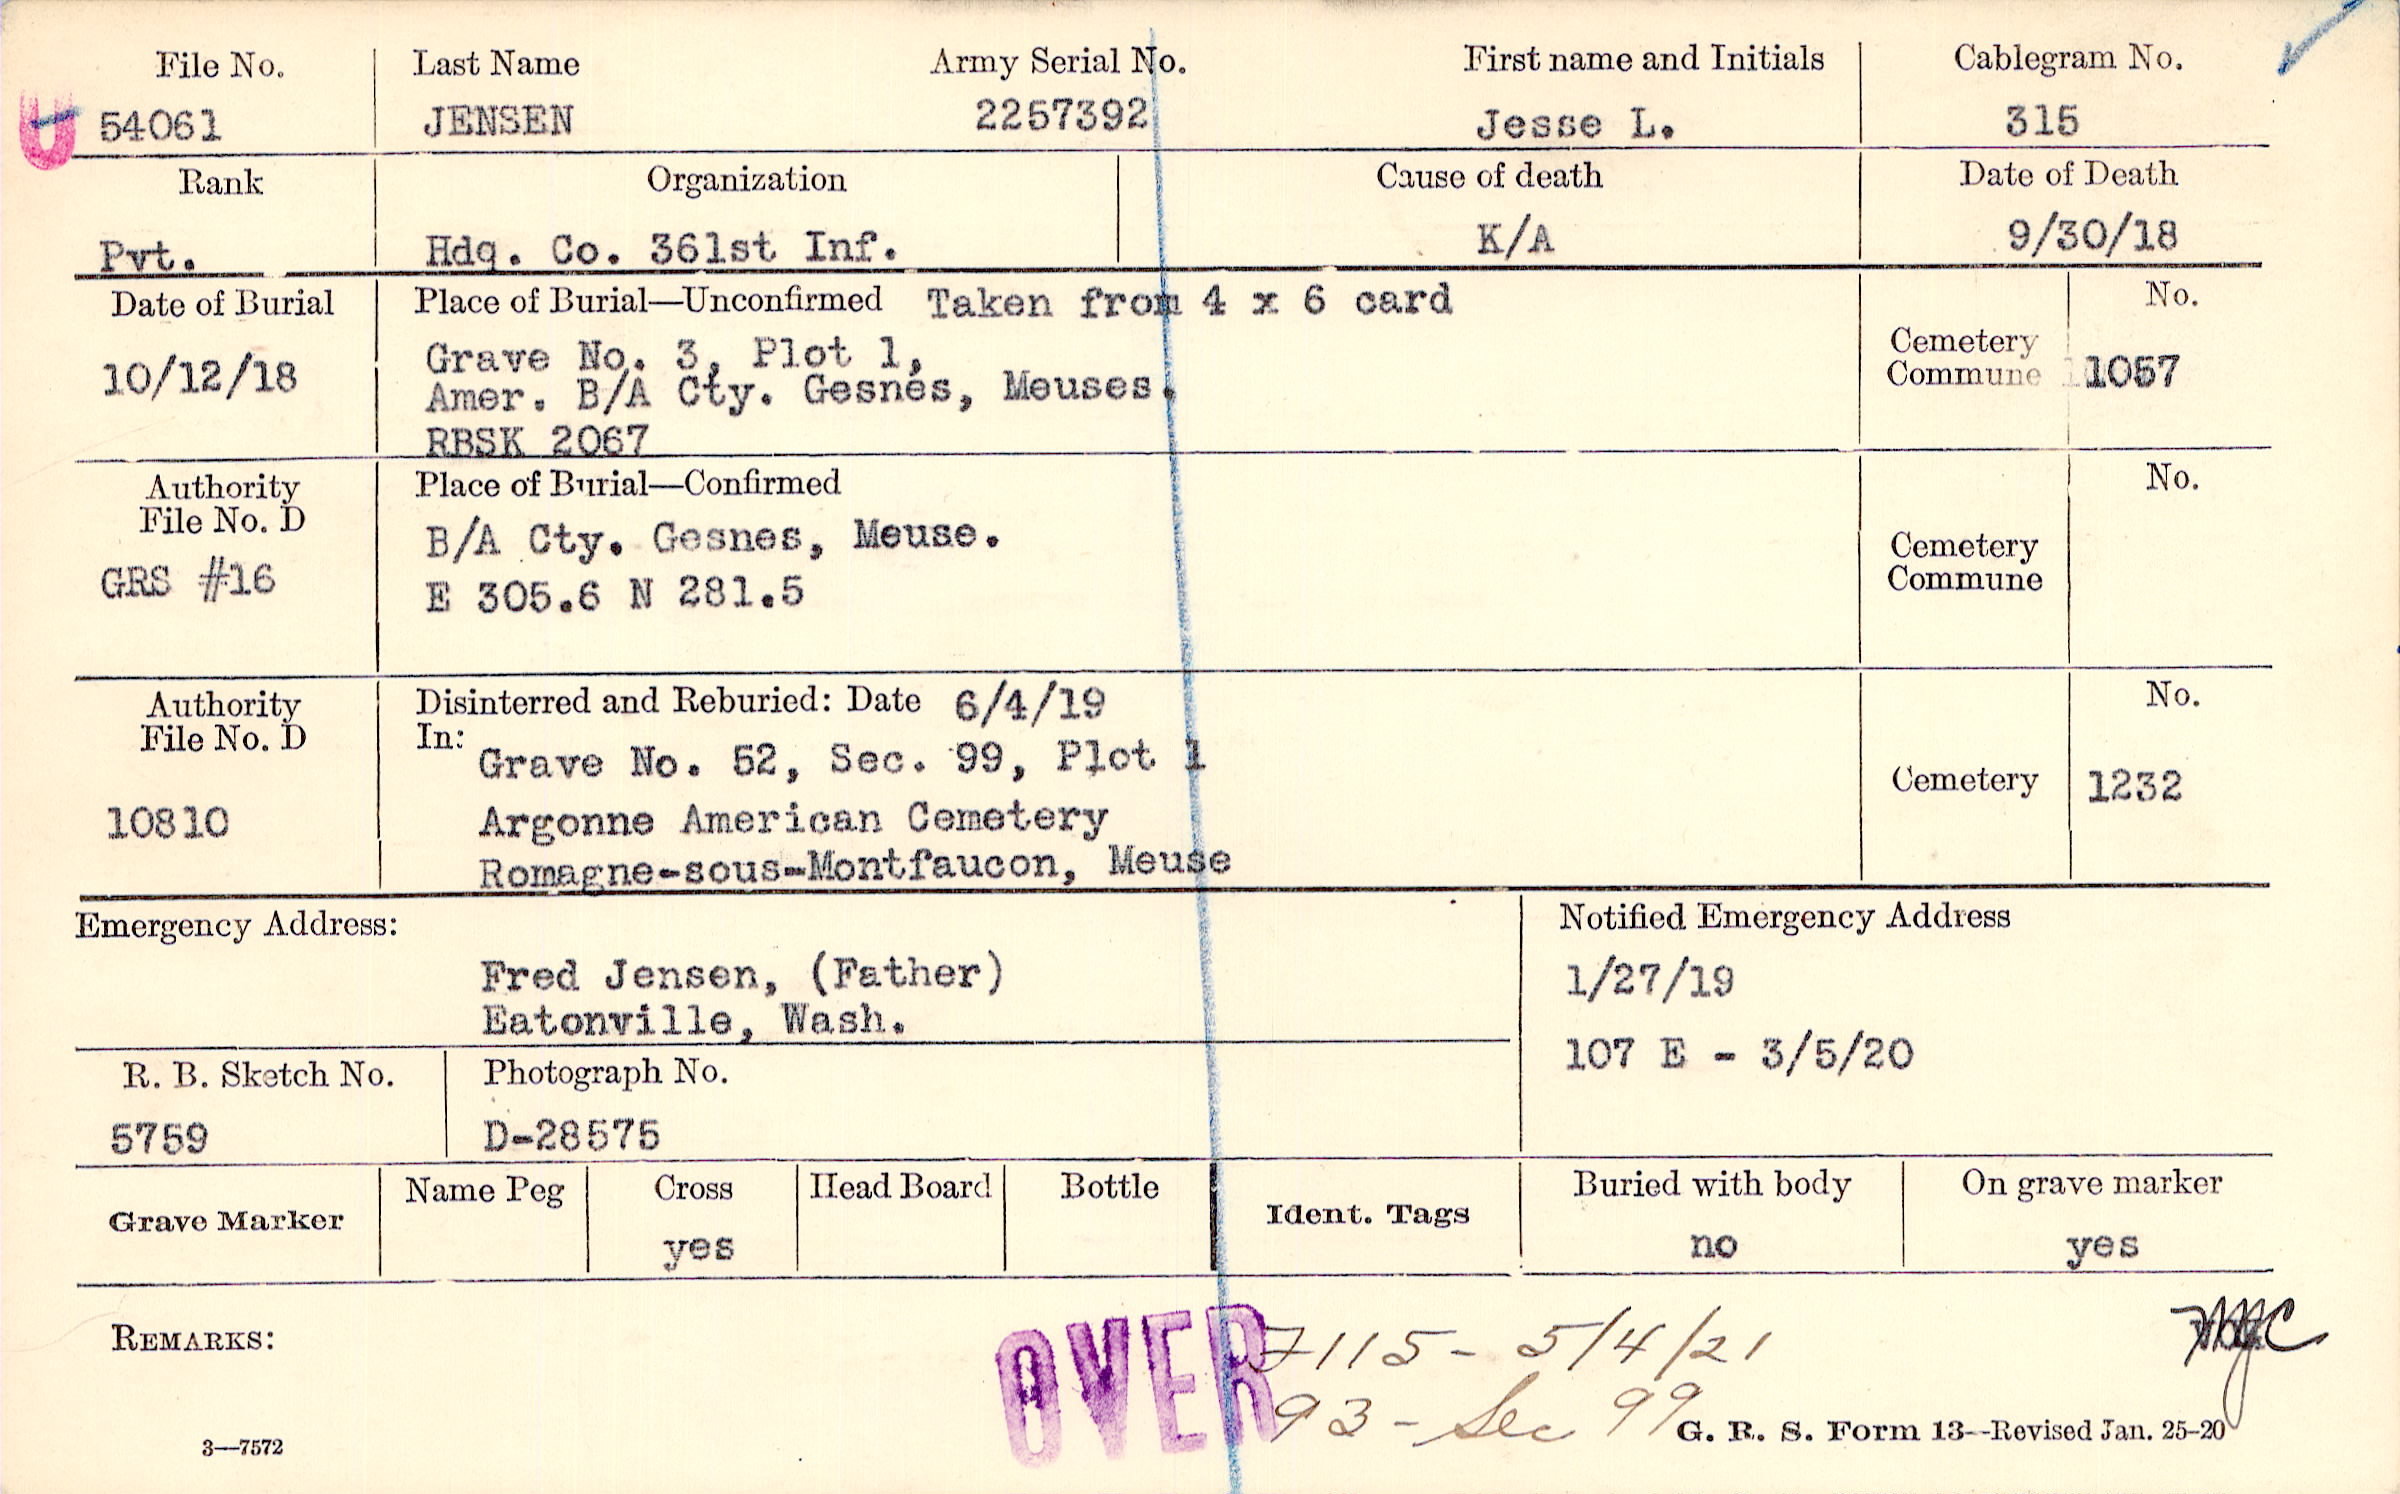 File No. Last Name Army Serial No. First name and Initials Cablegram No.
54061 JENSEN 2257392 Jesse L. 315
Rank Organization Cause of death Date of Death
Pvt. Hdq. Co. 361st Inf. K/A 9/30/18
Date of Burial Place of Burial—Unconfirmed Taken from 4 x 6 card No.
10/12/18 Grave No. 3, Plot 1, Cemetery
Amer. B/A Cty. Gesnes, Meuses. Commune 1057
RBSK 2067
Authority Place of Burial—Confirmed No.
File No. D
GRS #16 B/A Cty. Gesnes, Meuse. Cemetery
E 305.6 N 281.5 Commune
Authority Disinterred and Reburied: Date 6/4/19 No.
File No. D In:
Grave No. 52, Sec. 99, Plot 1 Cemetery 1232
10810 Argonne American Cemetery
Romagne-sous-Montfaucon, Meuse
Emergency Address: Notified Emergency Address
Fred Jensen, (Father) 1/27/19
Eatonville, Wash.
107 E - 3/5/20
R. B. Sketch No. Photograph No.
5759 D-28575
Grave Marker Name Peg Cross Head Board Bottle Ident. Tags Buried with body On grave marker
yes no yes
REMARKS: OVER 7115 - 5/4/21
93 - Sec 99
3—7572 G. R. S. Form 13--Revised Jan. 25-20